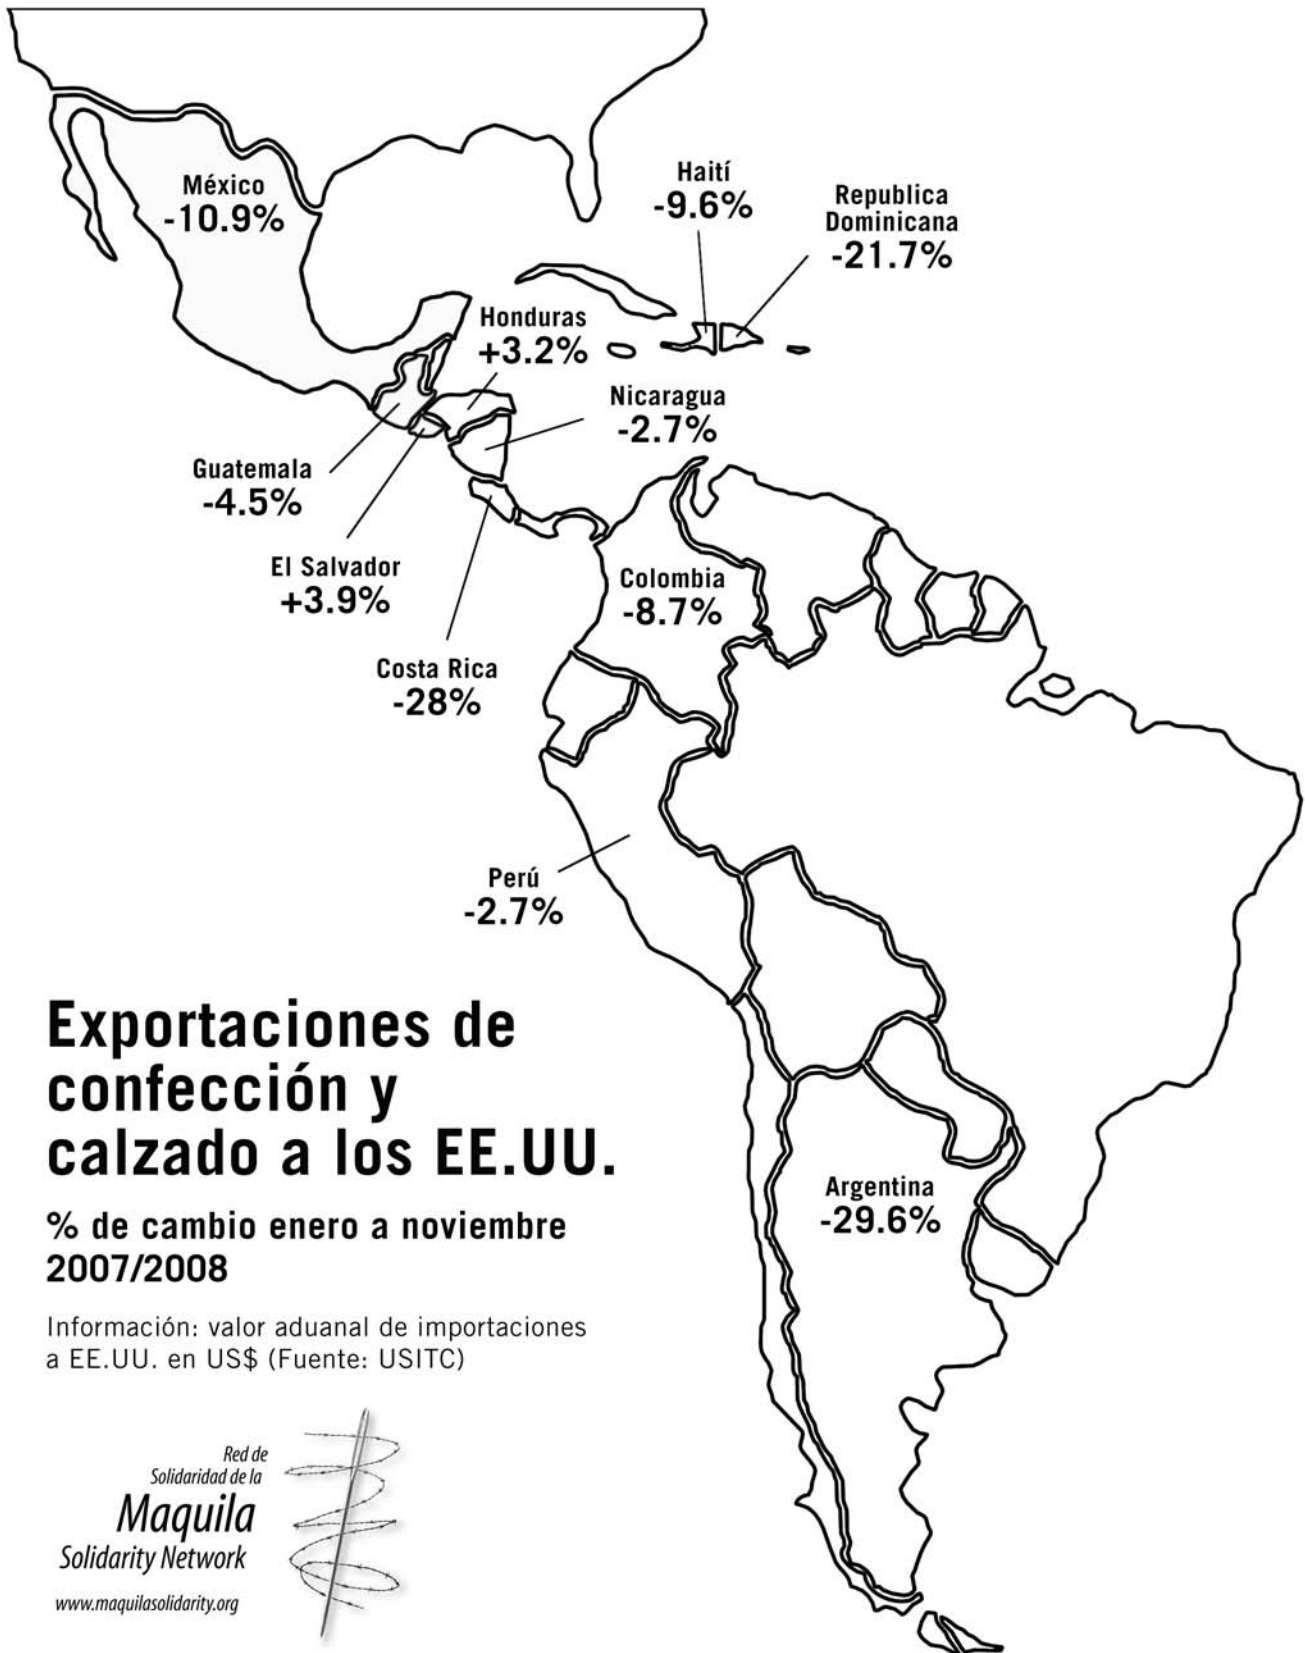 México
-10.9%
Haití
-9.6%
Republica
Dominicana
-21.7%
Honduras
+3.2%
Nicaragua
-2.7%
Guatemala
-4.5%
El Salvador
+3.9%
Costa Rica
-28%
Colombia
-8.7%
Perú
-2.7%
Argentina
-29.6%
Exportaciones de
confección y
calzado a los EE.UU.
% de cambio enero a noviembre
2007/2008
Información: valor aduanal de importaciones
a EE.UU. en US$ (Fuente: USITC)
Red de
Solidaridad de la
Maquila
Solidarity Network
www.maquilasolidarity.org